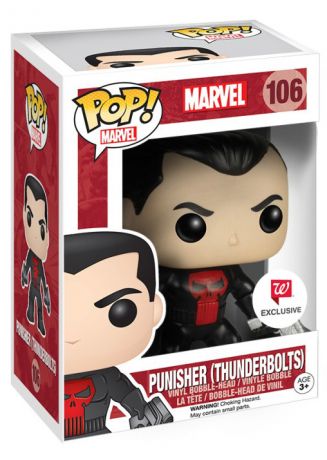 POP!
MARVEL
MARVEL
106
POP!
MARVEL
W
EXCLUSIVE
PUNISHER (THUNDERBOLTS)
106
PUNISHER (THUNDERBOLTS)
VINYL BOBBLE-HEAD / VINYLE BOBBLE
LA TÊTE / BOBBLE-HEAD DE VINIL
WARNING! Choking Hazard.
May contain small parts.
AGE
3+